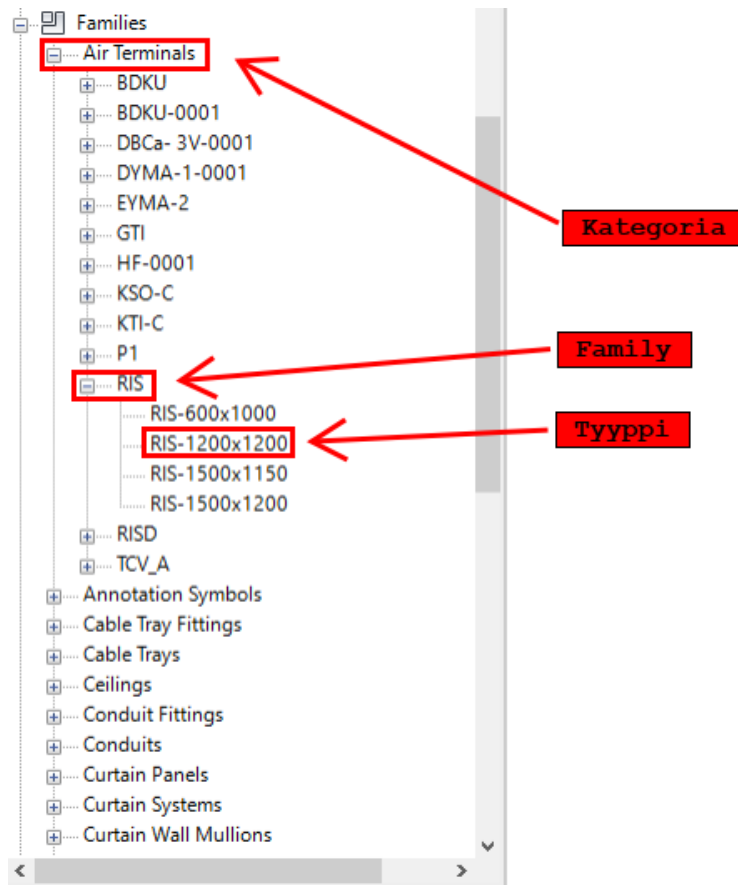 Families
Air Terminals
BDKU
BDKU-0001
DBCa- 3V-0001
DYMA-1-0001
EYMA-2
GTI
Kategoria
HF-0001
KSO-C
KTI-C
P1
Family
RIS
RIS-600x1000
Tyyppi
RIS-1200x1200
RIS-1500x1150
RIS-1500x1200
RISD
TCV_A
Annotation Symbols
Cable Tray Fittings
Cable Trays
Ceilings
Conduit Fittings
Conduits
Curtain Panels
Curtain Systems
Curtain Wall Mullions